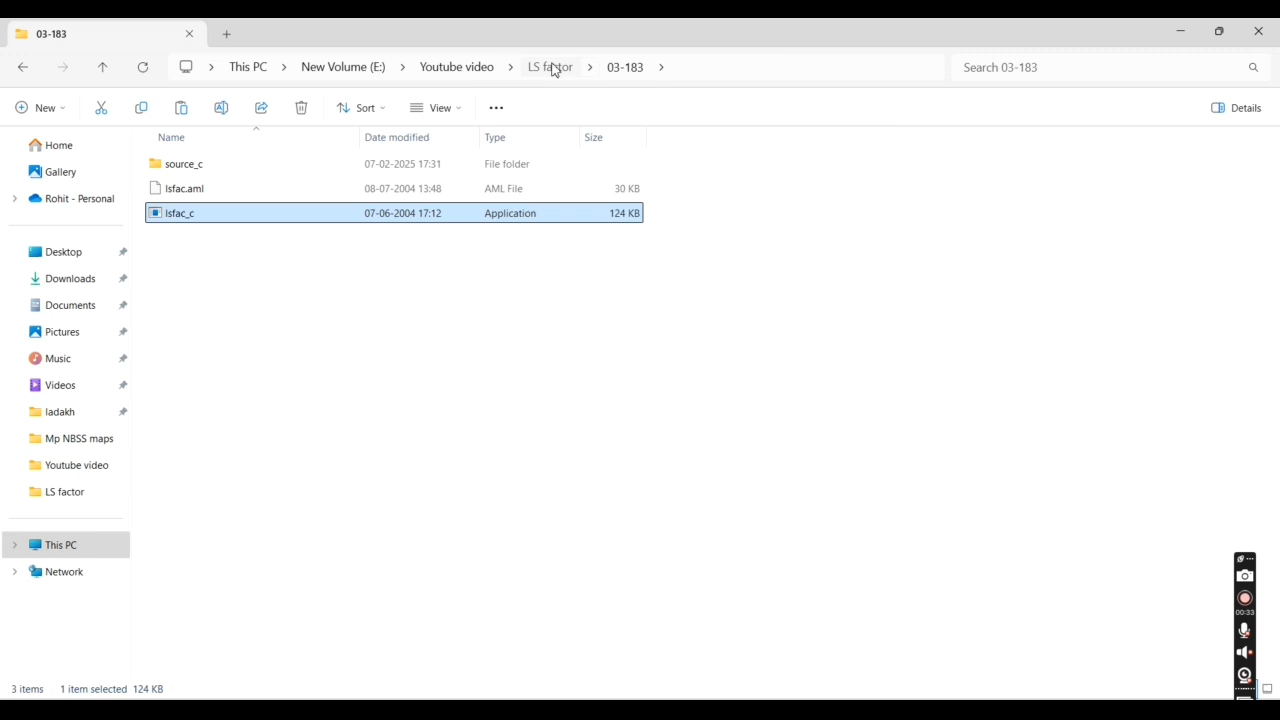 03-183
This PC > New Volume (E:) > Youtube video > LS factor > 03-183 > Search 03-183
New Sort View Details
Name Date modified Type Size
source_c 07-02-2025 17:31 File folder
lsfac.aml 08-07-2004 13:48 AML File 30 KB
lsfac_c 07-06-2004 17:12 Application 124 KB
Home
Gallery
Rohit - Personal
Desktop
Downloads
Documents
Pictures
Music
Videos
ladakh
Mp NBSS maps
Youtube video
LS factor
This PC
Network
00:33
3 items 1 item selected 124 KB